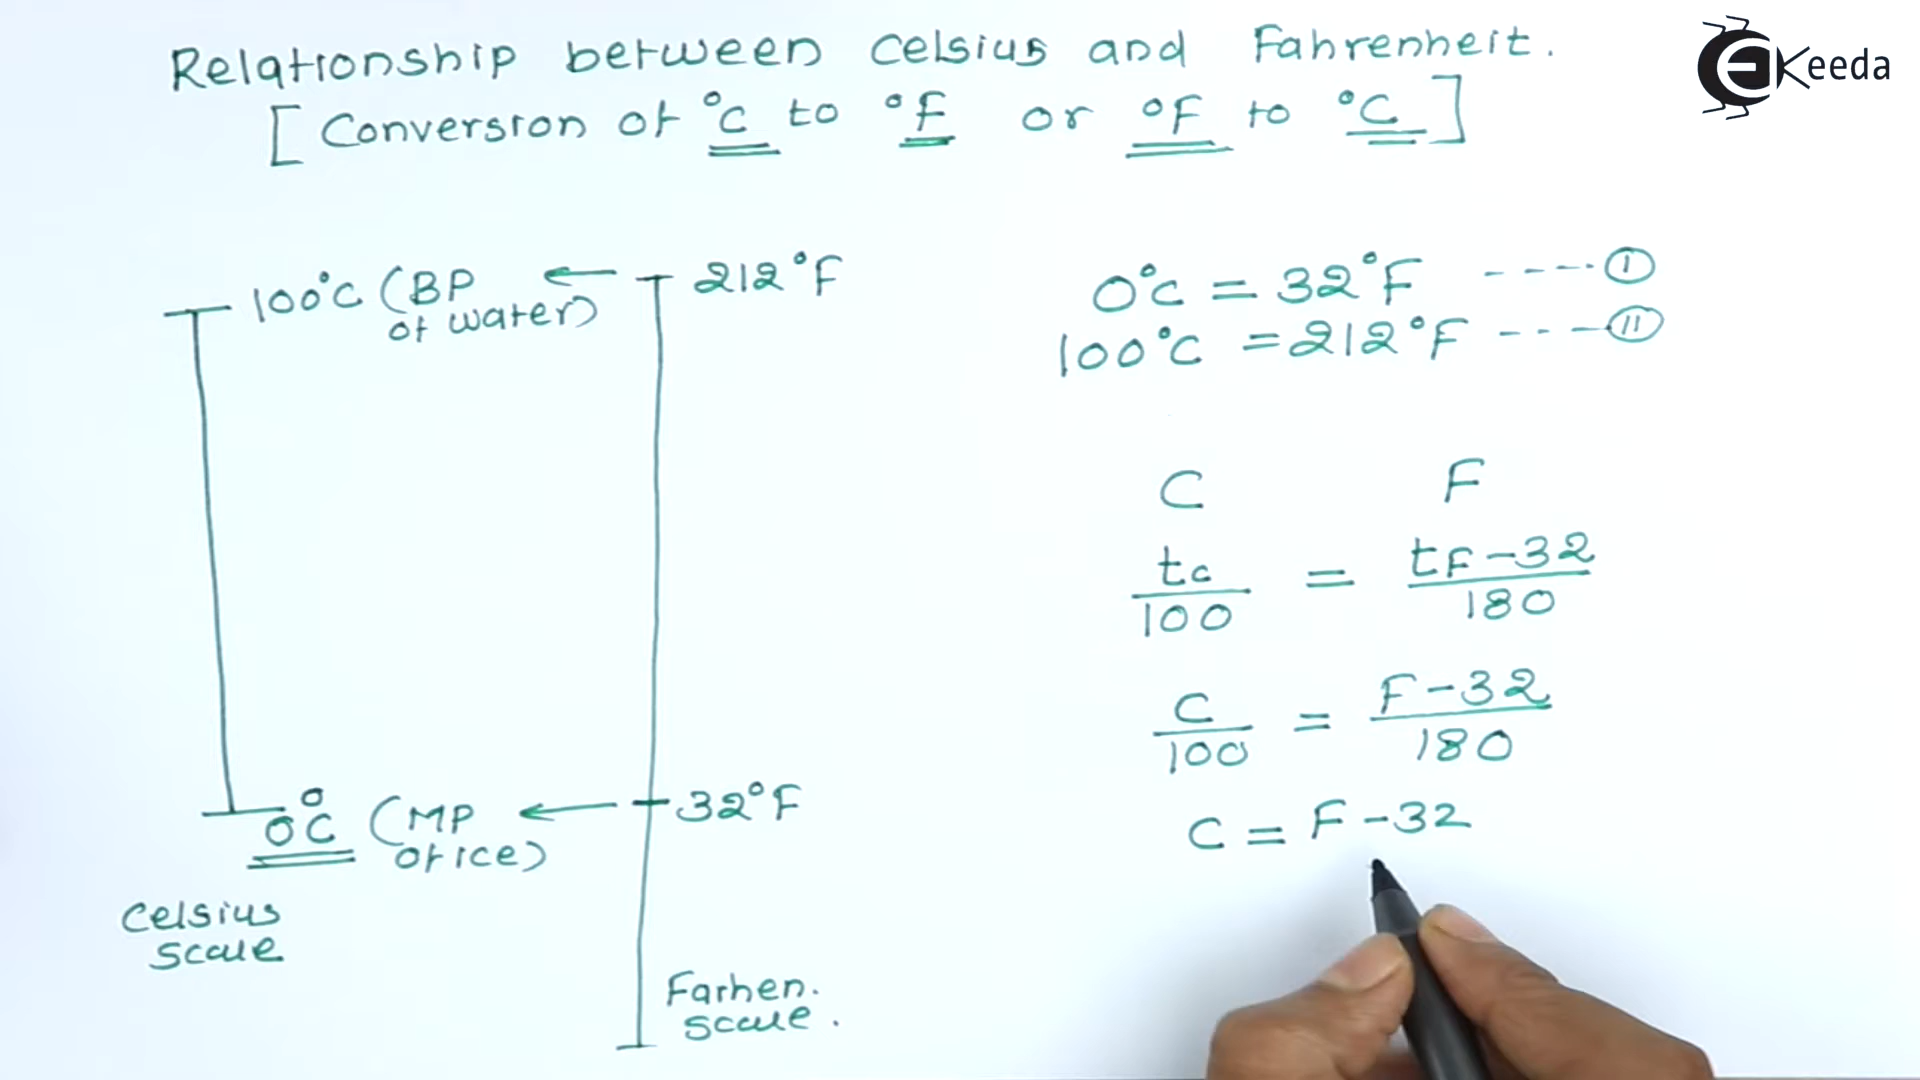 Relationship between Celsius and Fahrenheit.
[Conversion of °C to °F or °F to °C]
Keeda
100°C (BP of water) ← 212°F
0°C (MP of ice) ← 32°F
Celsius scale
Farhen. scale.
0°C = 32°F ----(I)
100°C = 212°F ---(II)
C F
tc/100 = tF-32/180
C/100 = F-32/180
C = F-32